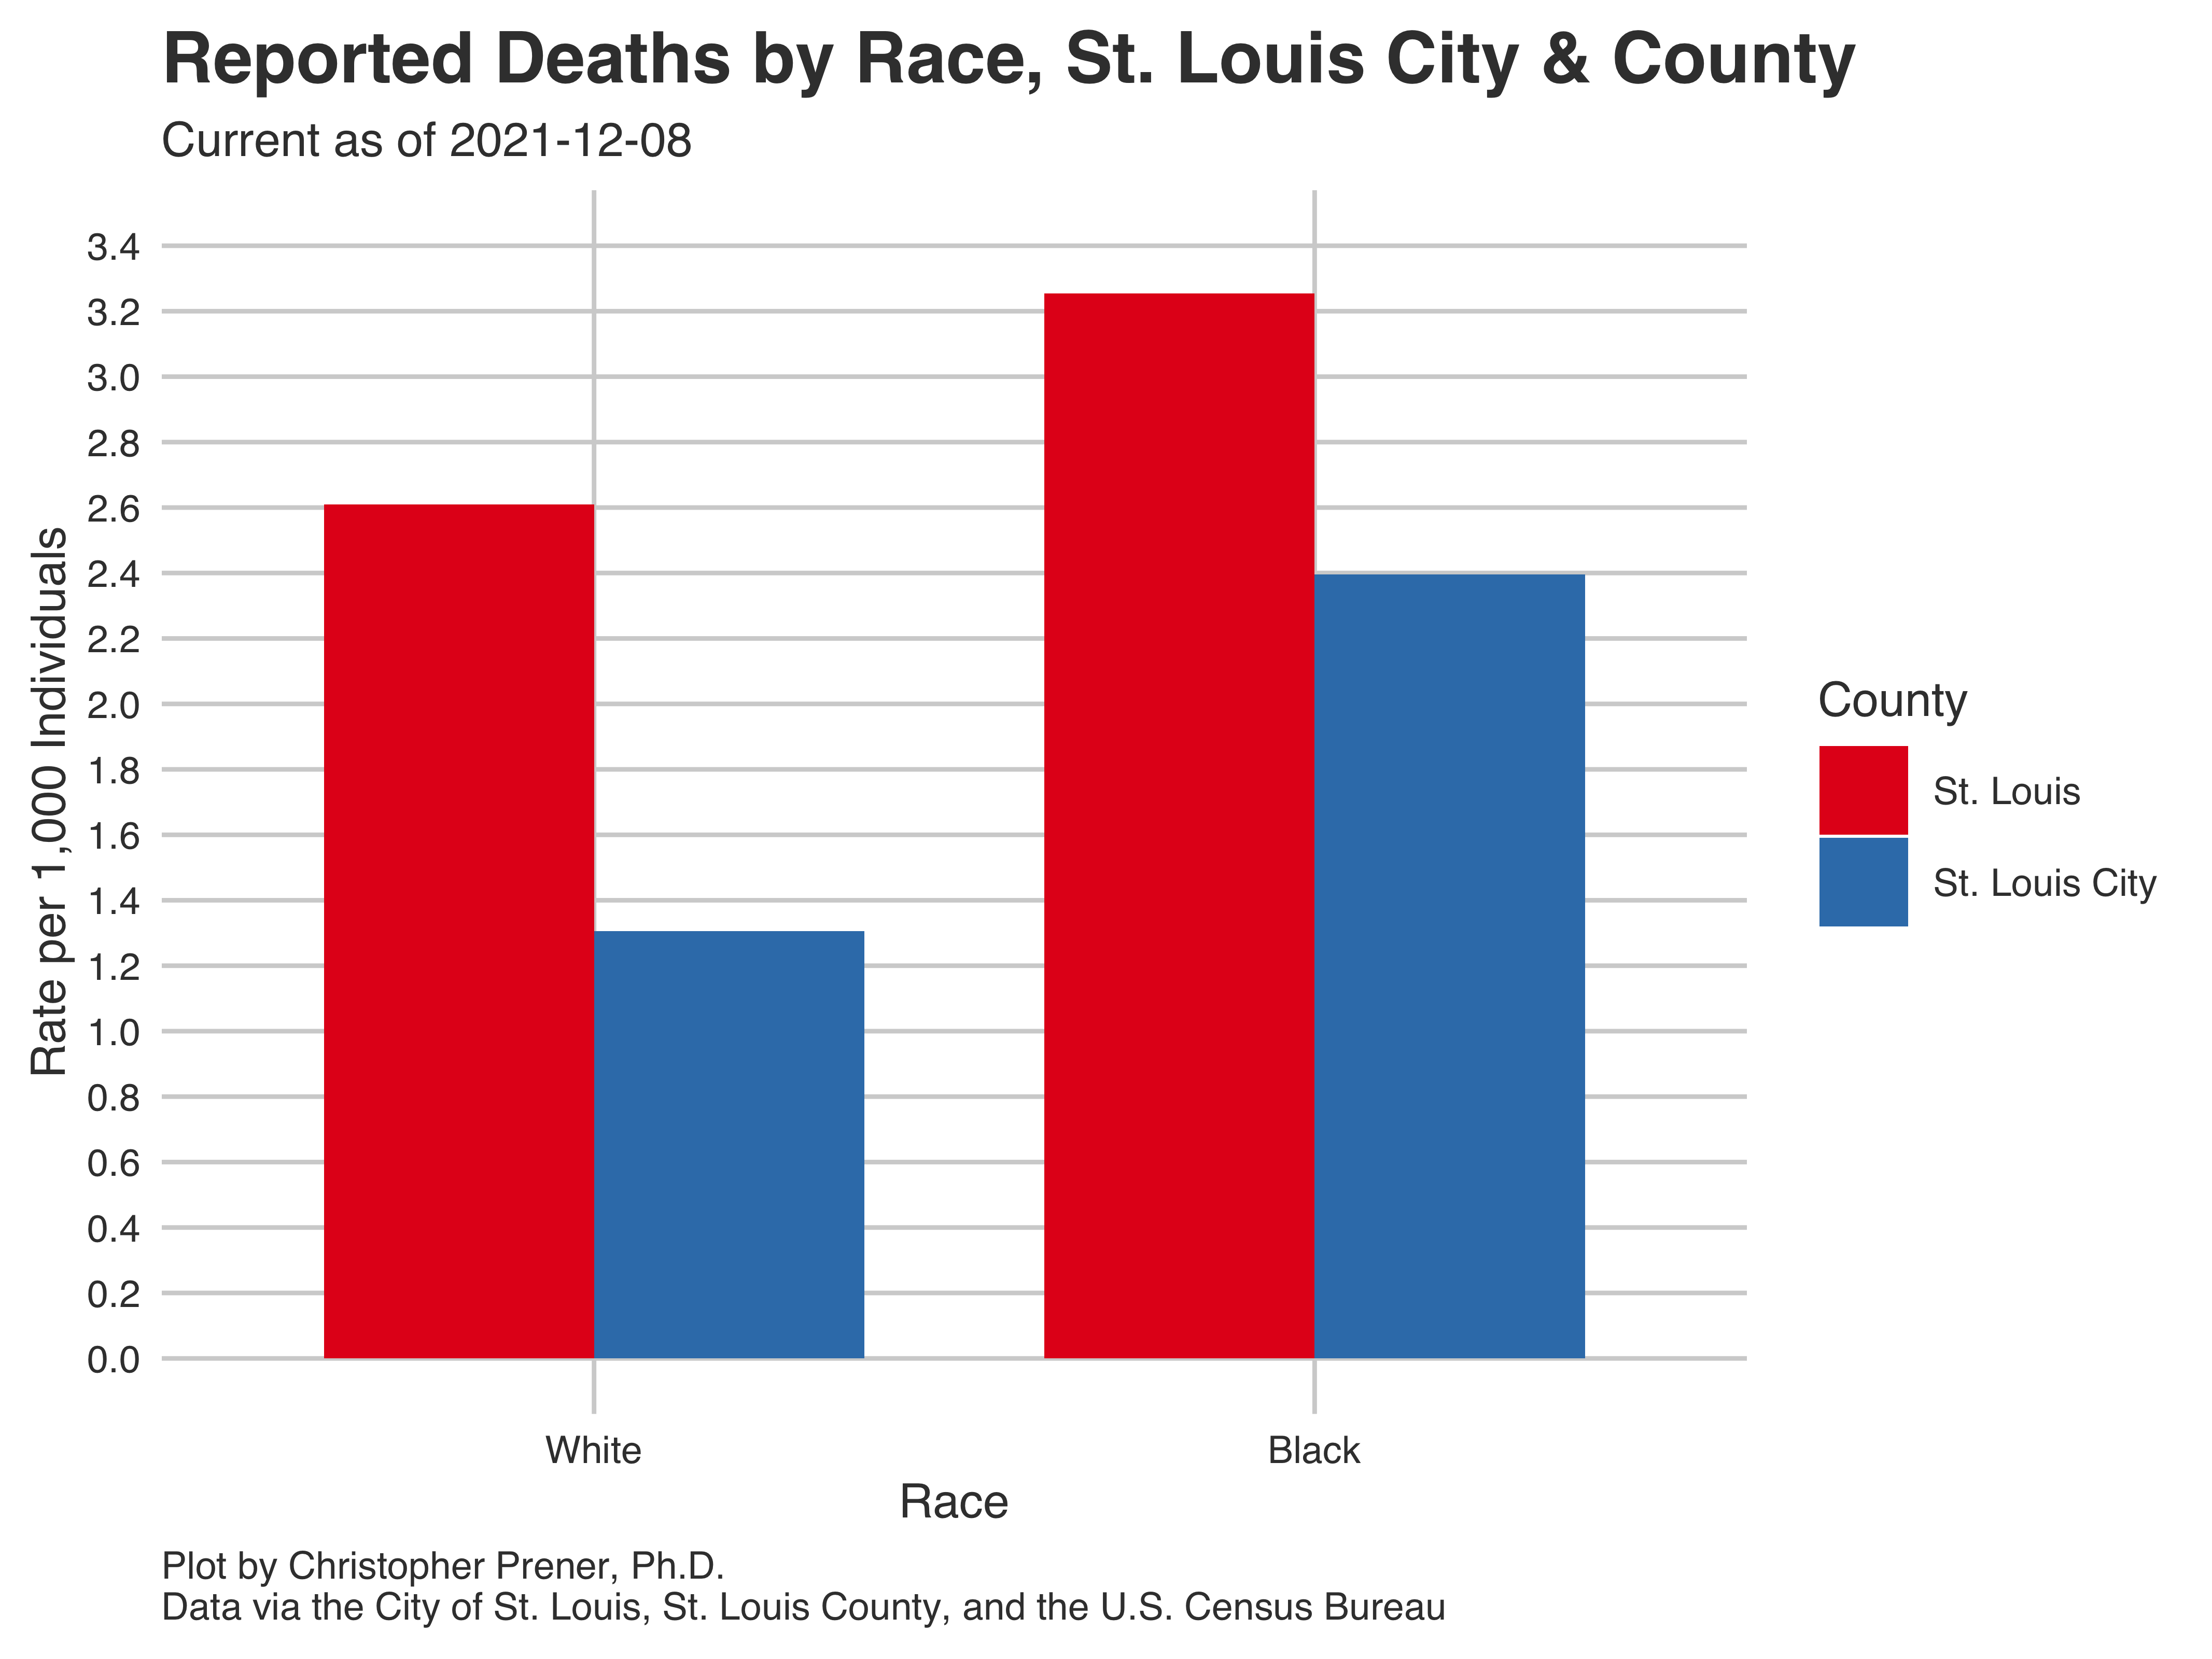 Reported Deaths by Race, St. Louis City & County
Current as of 2021-12-08
3.4
3.2
3.0
2.8
2.6
2.4
2.2
2.0
1.8
1.6
1.4
1.2
1.0
0.8
0.6
0.4
0.2
0.0
Rate per 1,000 Individuals
White
Black
Race
County
St. Louis
St. Louis City
Plot by Christopher Prener, Ph.D.
Data via the City of St. Louis, St. Louis County, and the U.S. Census Bureau